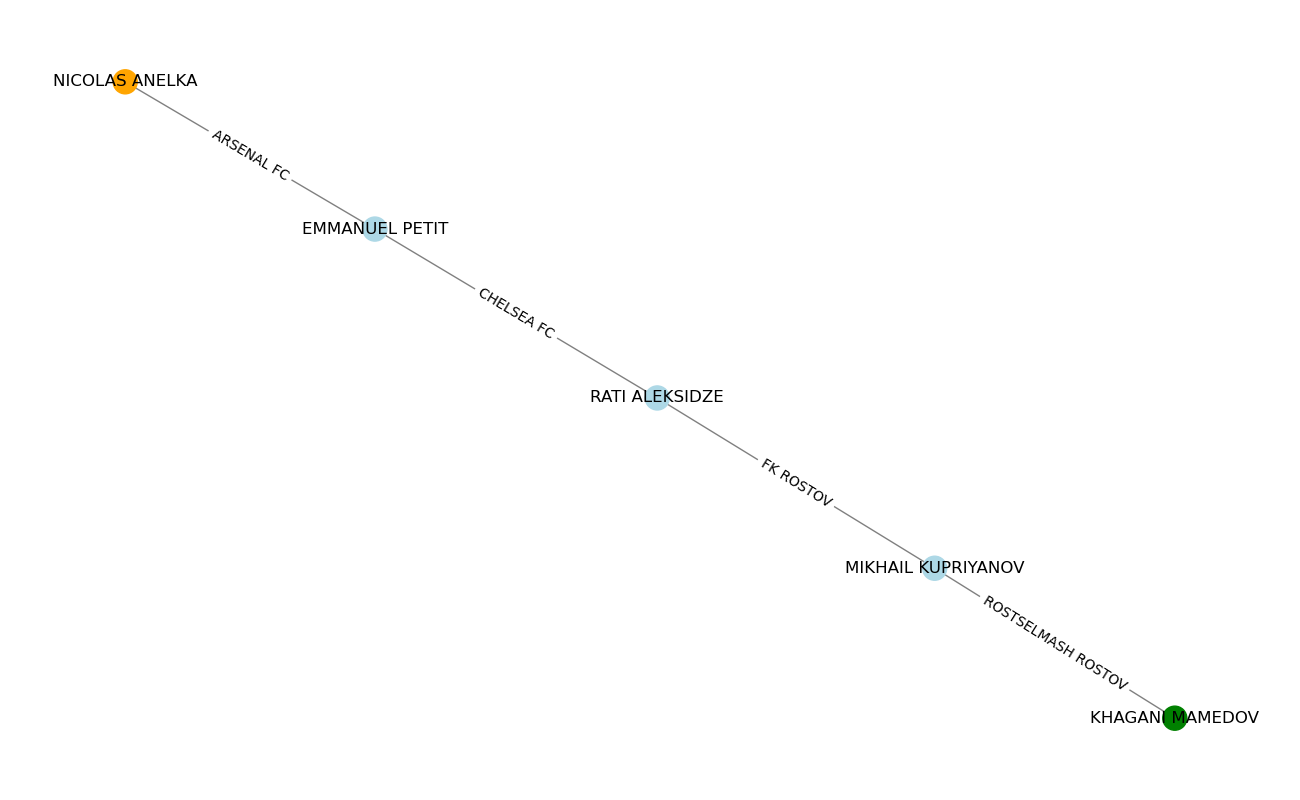 NICOLAS ANELKA
ARSENAL FC
EMMANUEL PETIT
CHELSEA FC
RATI ALEKSIDZE
FK ROSTOV
MIKHAIL KUPRIYANOV
ROSTSELMASH ROSTOV
KHAGANI MAMEDOV